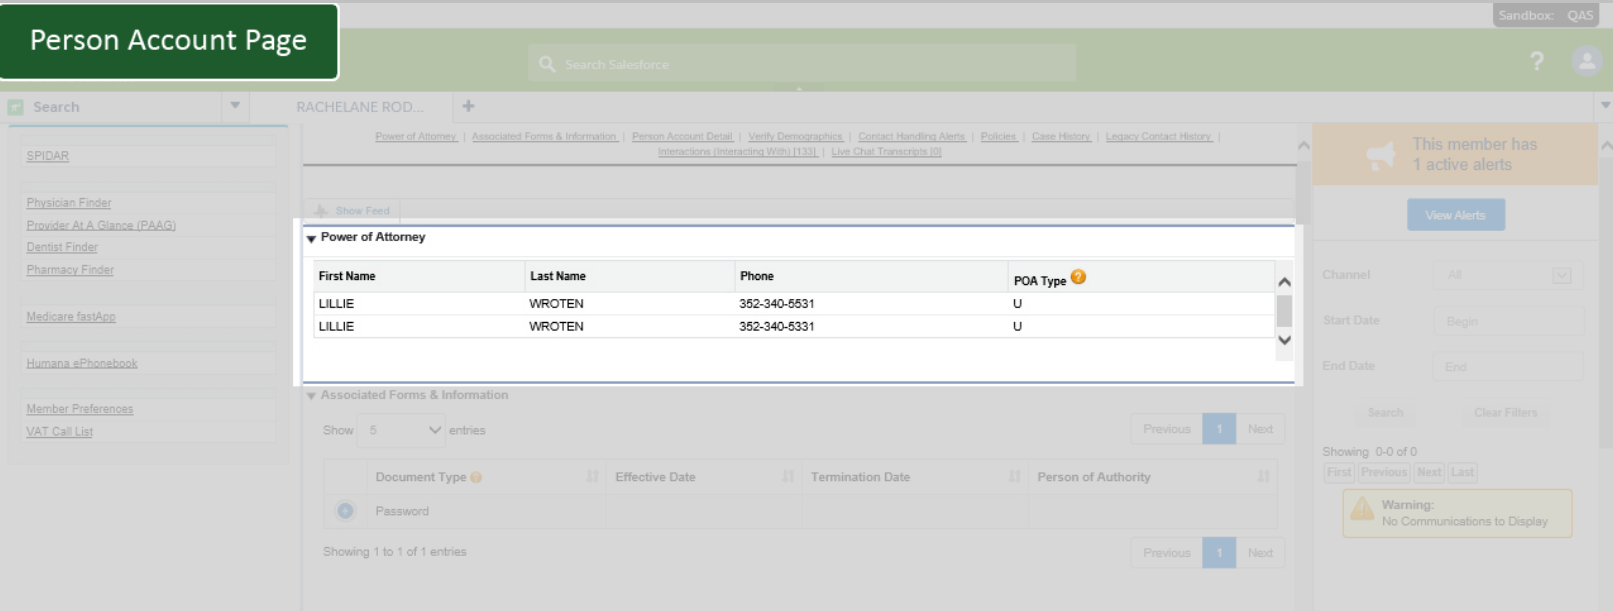 Person Account Page
Sandbox: QAS
Search Salesforce
?
Search
RACHELANE ROD... +
SPIDAR
Physician Finder
Provider At A Glance (PAAG)
Dentist Finder
Pharmacy Finder
Medicare fastApp
Humana ePhonebook
Member Preferences
VAT Call List
Power of Attorney | Associated Forms & Information | Person Account Detail | Verify Demographics | Contact Handling Alerts | Policies | Case History | Legacy Contact History |
Interactions (Interacting With) [133] | Live Chat Transcripts [0]
Show Feed
Power of Attorney
First Name Last Name Phone POA Type ?
LILLIE WROTEN 352-340-5531 U
LILLIE WROTEN 352-340-5331 U
Associated Forms & Information
Show 5 entries Previous 1 Next
Document Type Effective Date Termination Date Person of Authority
Password
Showing 1 to 1 of 1 entries Previous 1 Next
This member has
1 active alerts
View Alerts
Channel All
Start Date Begin
End Date End
Search Clear Filters
Showing 0-0 of 0
First Previous Next Last
Warning:
No Communications to Display